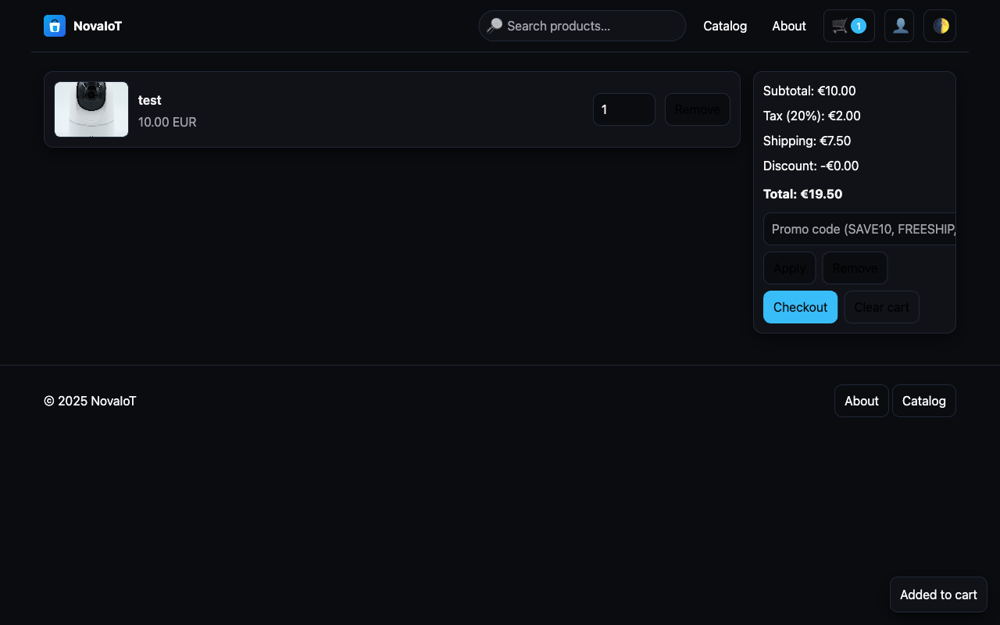 NovaIoT
Search products...
Catalog
About
1
test
10.00 EUR
1
Remove
Subtotal: €10.00
Tax (20%): €2.00
Shipping: €7.50
Discount: -€0.00
Total: €19.50
Promo code (SAVE10, FREESHIP,
Apply
Remove
Checkout
Clear cart
© 2025 NovaIoT
About
Catalog
Added to cart